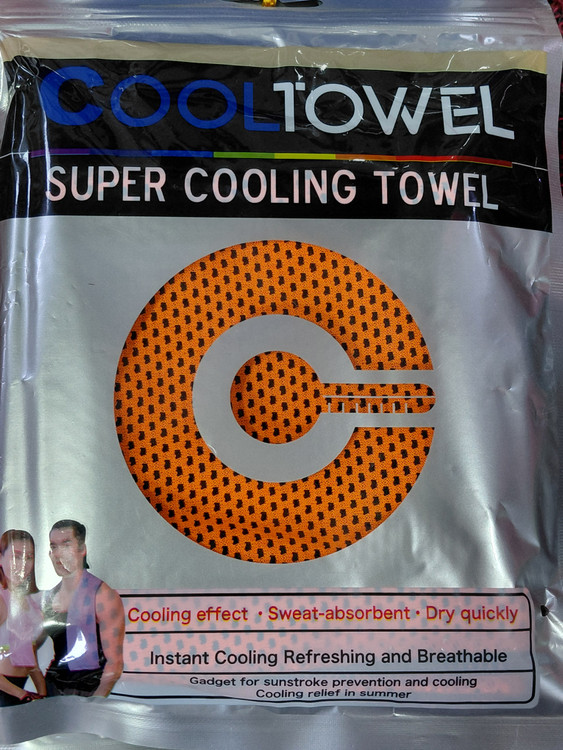 COOLTOWEL
SUPER COOLING TOWEL
Cooling effect · Sweat-absorbent · Dry quickly
Instant Cooling Refreshing and Breathable
Gadget for sunstroke prevention and cooling
Cooling relief in summer